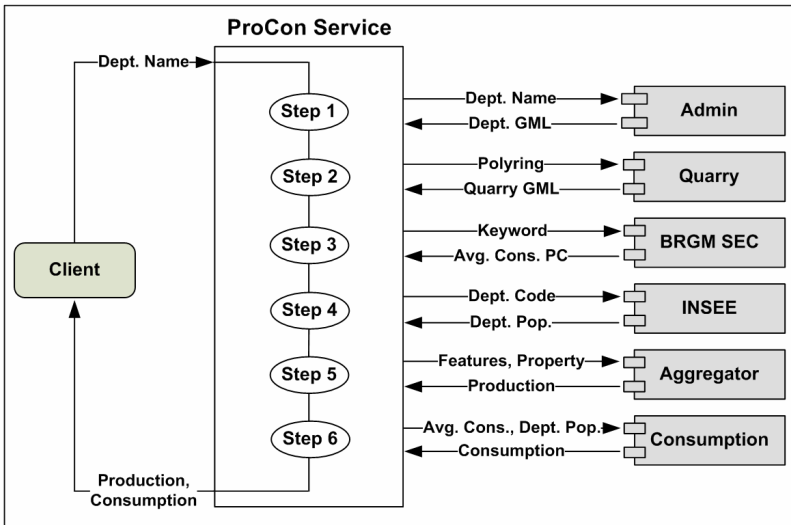 ProCon Service
Dept. Name
Step 1
Dept. Name
Dept. GML
Admin
Step 2
Polyring
Quarry GML
Quarry
Step 3
Keyword
Avg. Cons. PC
BRGM SEC
Client
Step 4
Dept. Code
Dept. Pop.
INSEE
Step 5
Features, Property
Production
Aggregator
Step 6
Avg. Cons., Dept. Pop.
Consumption
Consumption
Production,
Consumption